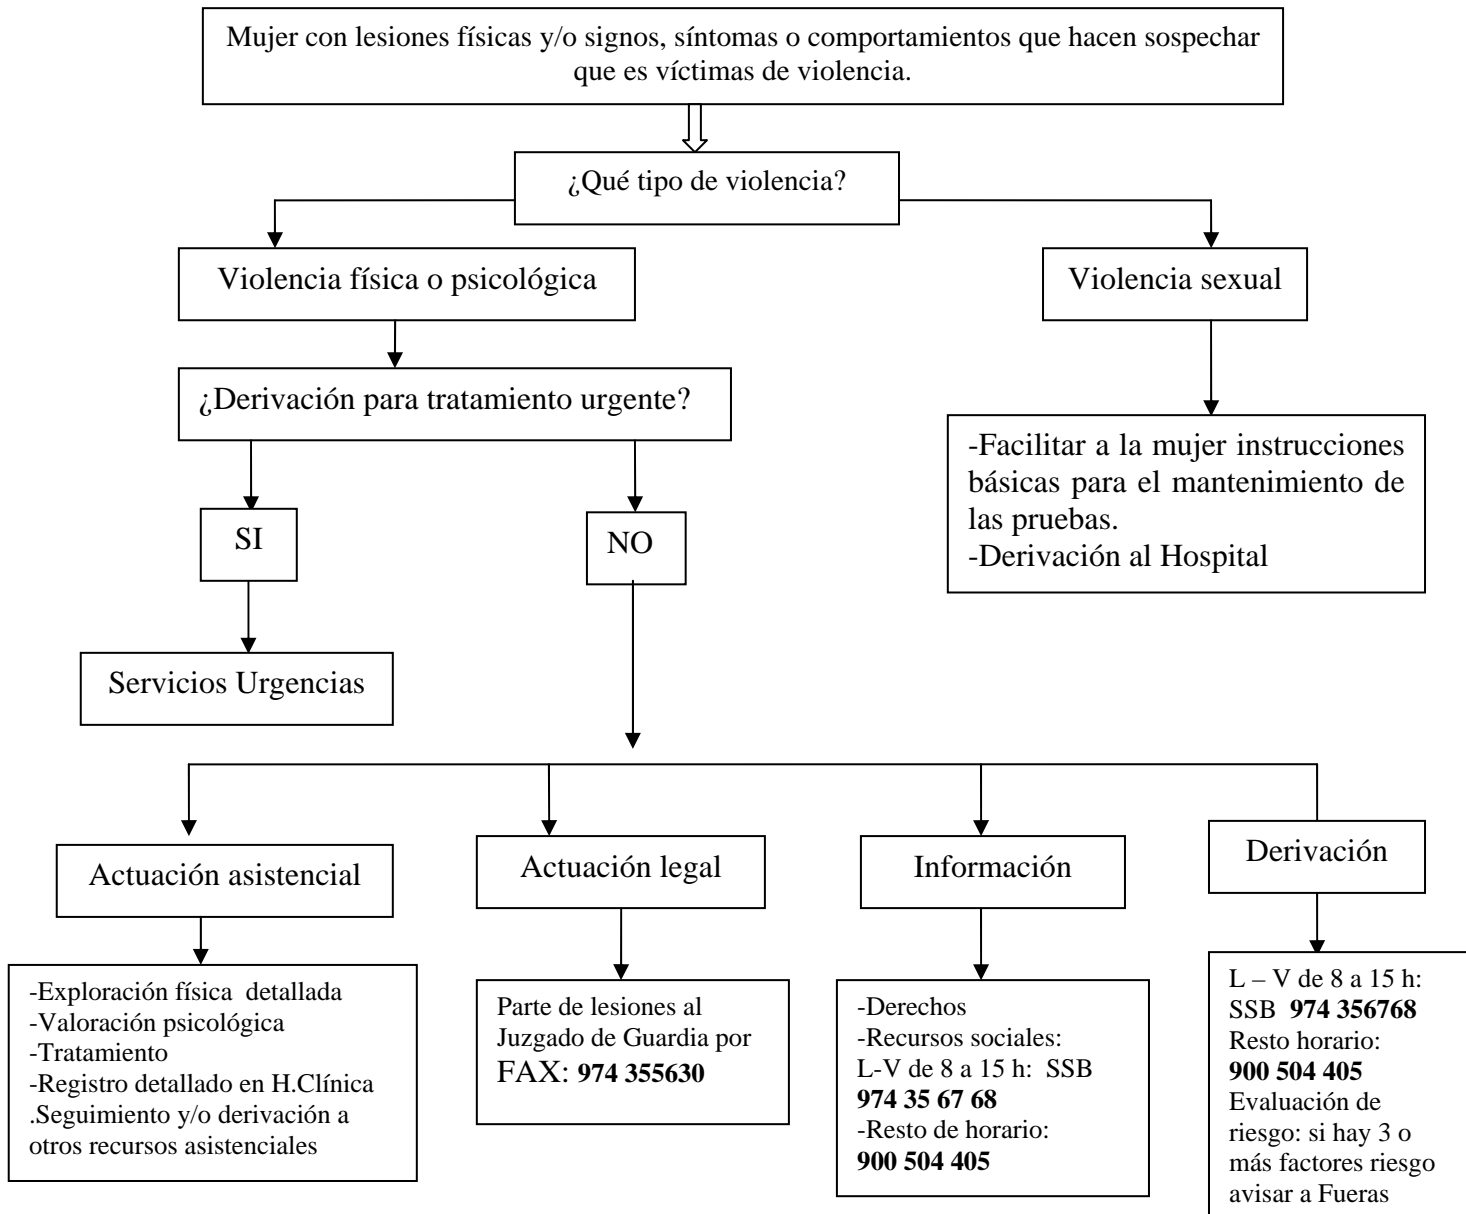 Mujer con lesiones físicas y/o signos, síntomas o comportamientos que hacen sospechar
que es víctimas de violencia.
¿Qué tipo de violencia?
Violencia física o psicológica
Violencia sexual
¿Derivación para tratamiento urgente?
-Facilitar a la mujer instrucciones
básicas para el mantenimiento de
las pruebas.
-Derivación al Hospital
SI
NO
Servicios Urgencias
Actuación asistencial
Actuación legal
Información
Derivación
-Exploración física detallada
-Valoración psicológica
-Tratamiento
-Registro detallado en H.Clínica
.Seguimiento y/o derivación a
otros recursos asistenciales
Parte de lesiones al
Juzgado de Guardia por
FAX: 974 355630
-Derechos
-Recursos sociales:
L-V de 8 a 15 h: SSB
974 35 67 68
-Resto de horario:
900 504 405
L – V de 8 a 15 h:
SSB 974 356768
Resto horario:
900 504 405
Evaluación de
riesgo: si hay 3 o
más factores riesgo
avisar a Fueras